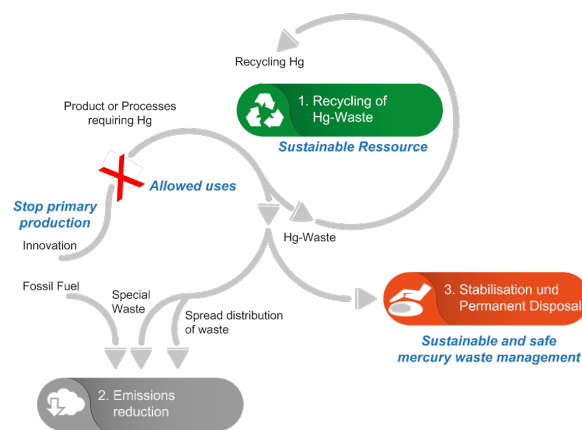 Recycling Hg
Product or Processes
requiring Hg
1. Recycling of
Hg-Waste
Sustainable Ressource
Allowed uses
Stop primary
production
Innovation
Hg-Waste
Fossil Fuel
Special
Waste
Spread distribution
of waste
3. Stabilisation und
Permanent Disposal
Sustainable and safe
mercury waste management
2. Emissions
reduction